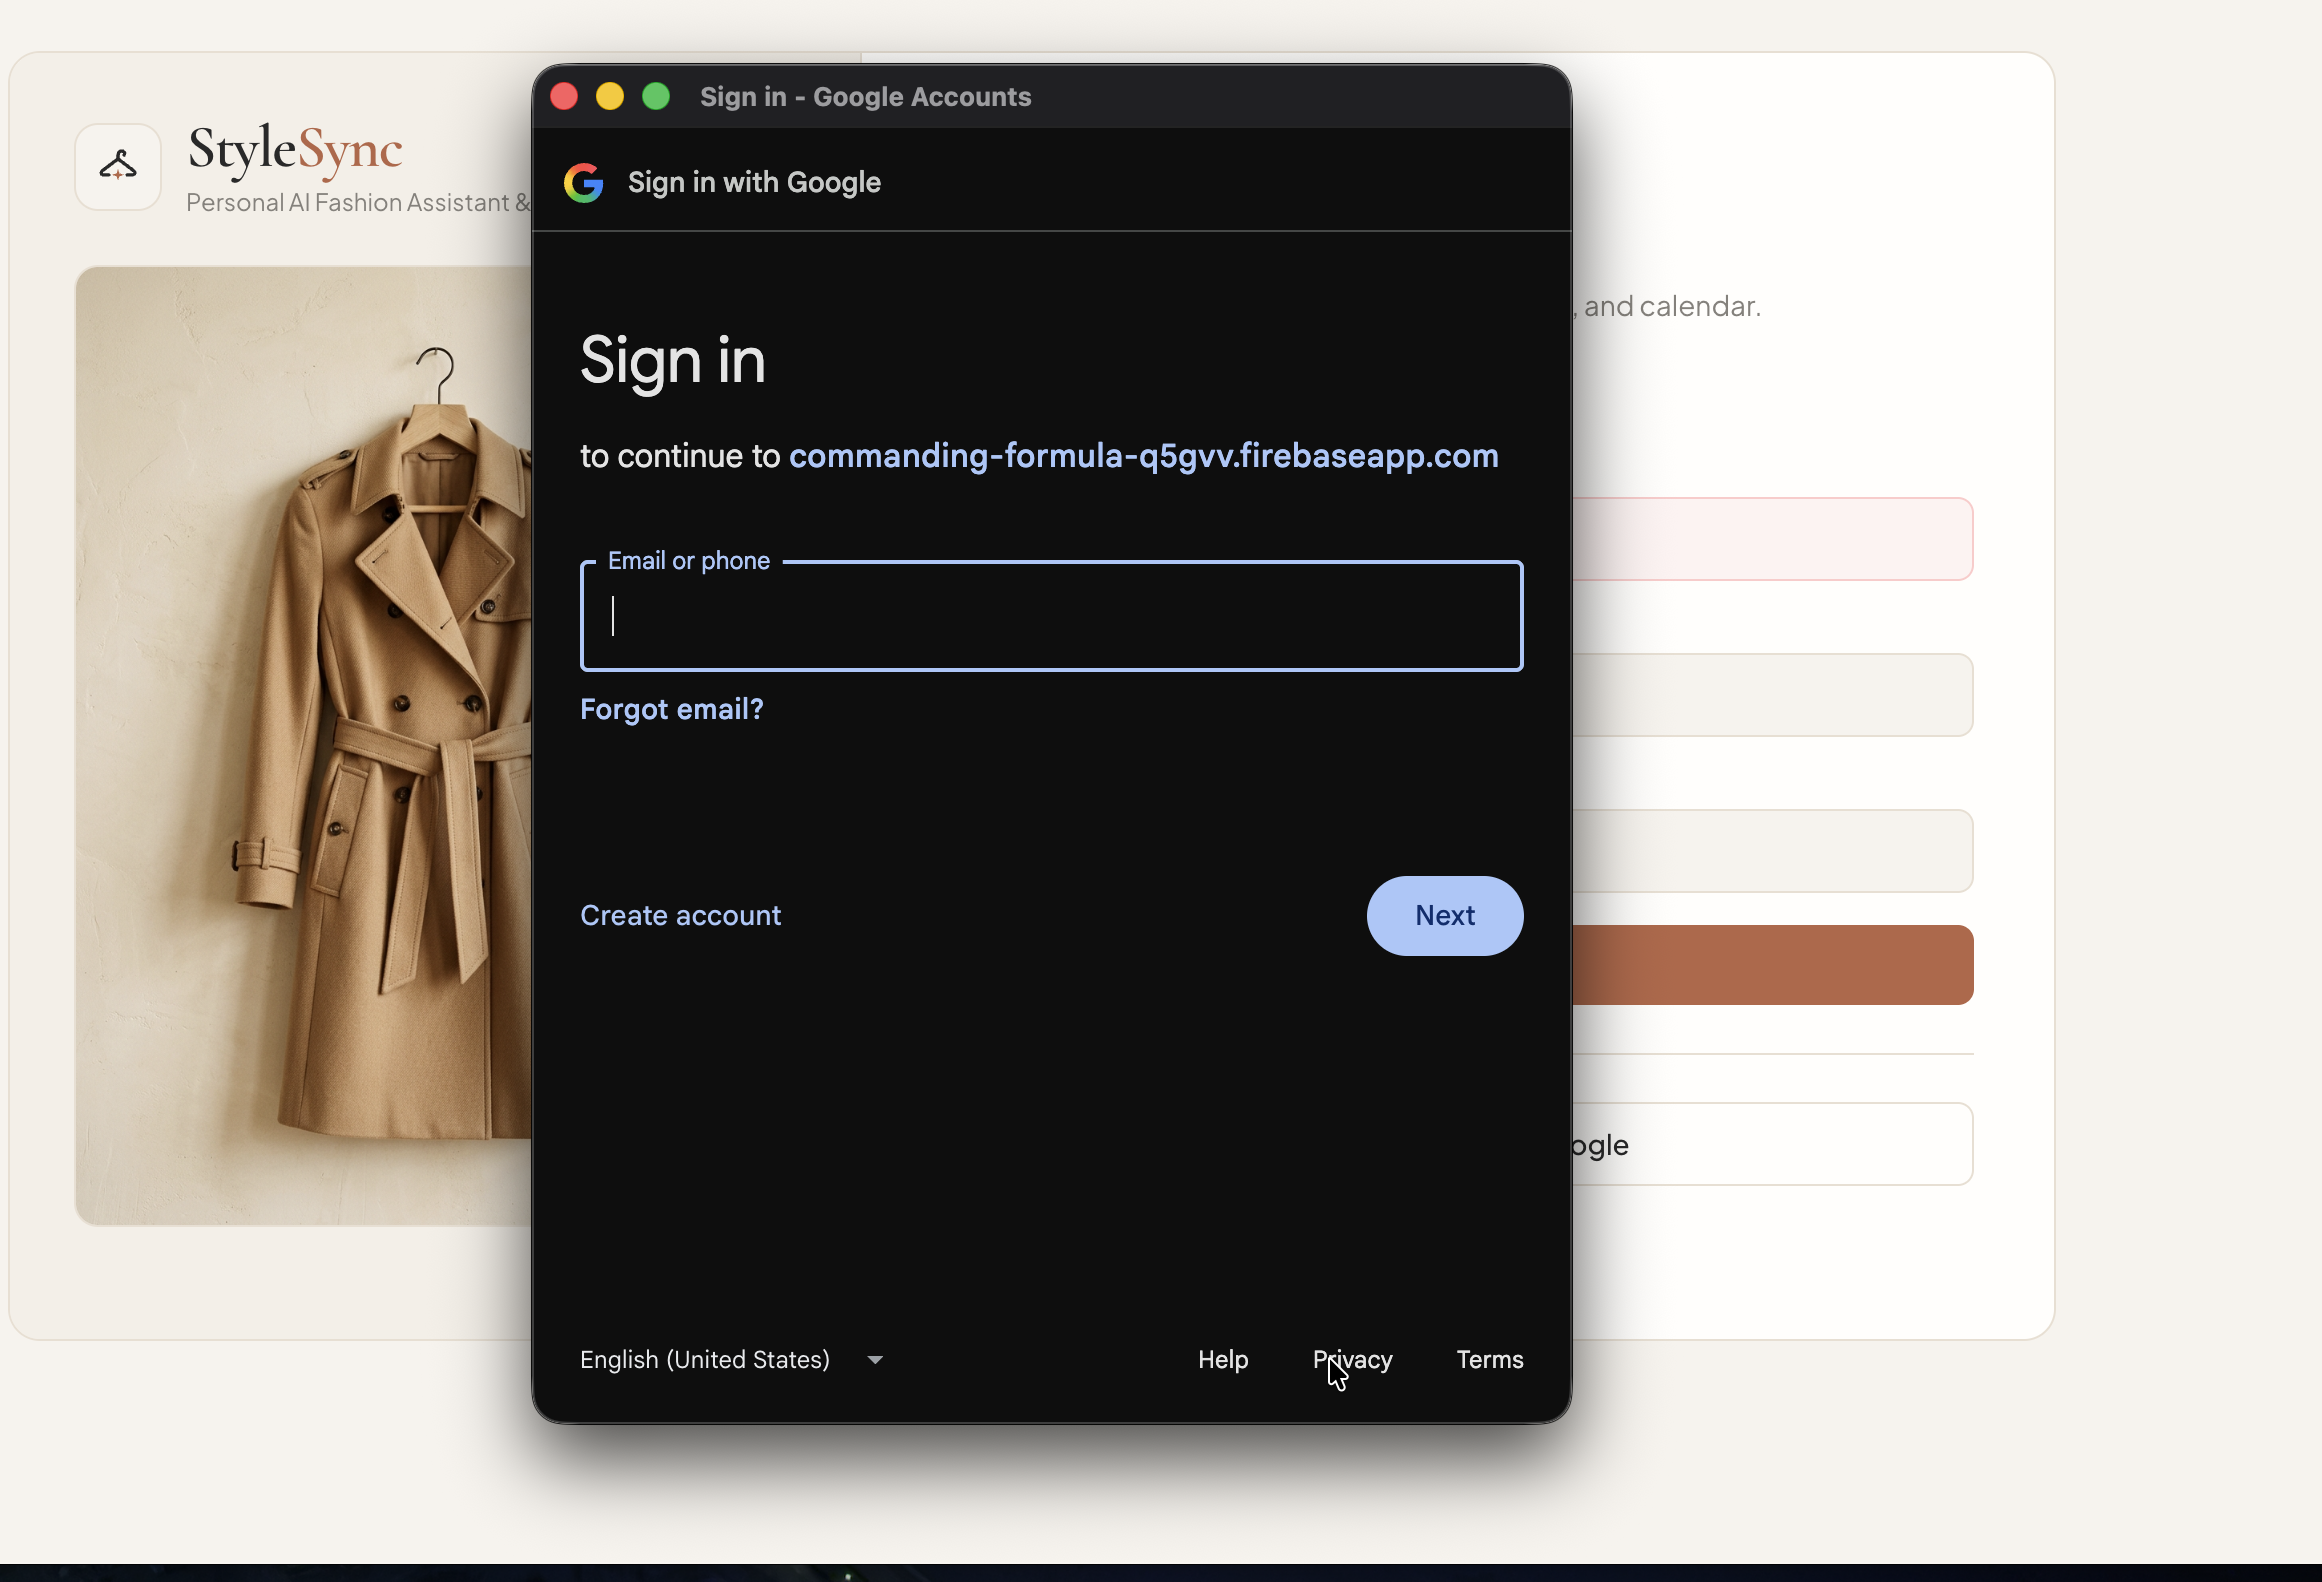 Sign in - Google Accounts
StyleSync
Personal AI Fashion Assistant &
Sign in with Google
Sign in
to continue to commanding-formula-q5gvv.firebaseapp.com
Email or phone
Forgot email?
Create account
Next
English (United States)
Help
Privacy
Terms
, and calendar.